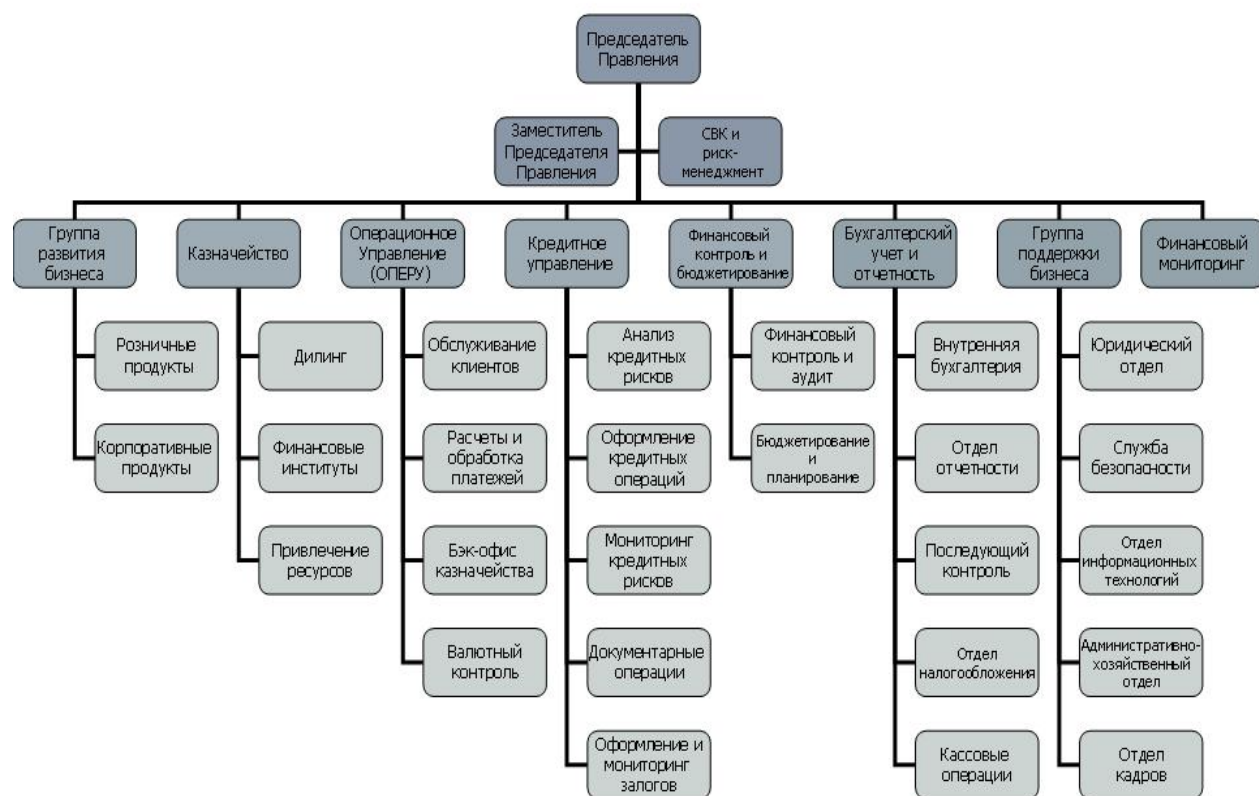 Председатель
Правления
Заместитель
Председателя
Правления
СВК и
риск-
менеджмент
Группа
развития
бизнеса
Казначейство
Операционное
Управление
(ОПЕРУ)
Кредитное
управление
Финансовый
контроль и
бюджетирование
Бухгалтерский
учет и
отчетность
Группа
поддержки
бизнеса
Финансовый
мониторинг
Розничные
продукты
Дилинг
Обслуживание
клиентов
Анализ
кредитных
рисков
Финансовый
контроль и
аудит
Внутренняя
бухгалтерия
Юридический
отдел
Корпоративные
продукты
Финансовые
институты
Расчеты и
обработка
платежей
Оформление
кредитных
операций
Бюджетирование
и
планирование
Отдел
отчетности
Служба
безопасности
Привлечение
ресурсов
Бэк-офис
казначейства
Мониторинг
кредитных
рисков
Последующий
контроль
Отдел
информационных
технологий
Валютный
контроль
Документарные
операции
Отдел
налогообложения
Административно-
хозяйственный
отдел
Оформление и
мониторинг
залогов
Кассовые
операции
Отдел
кадров